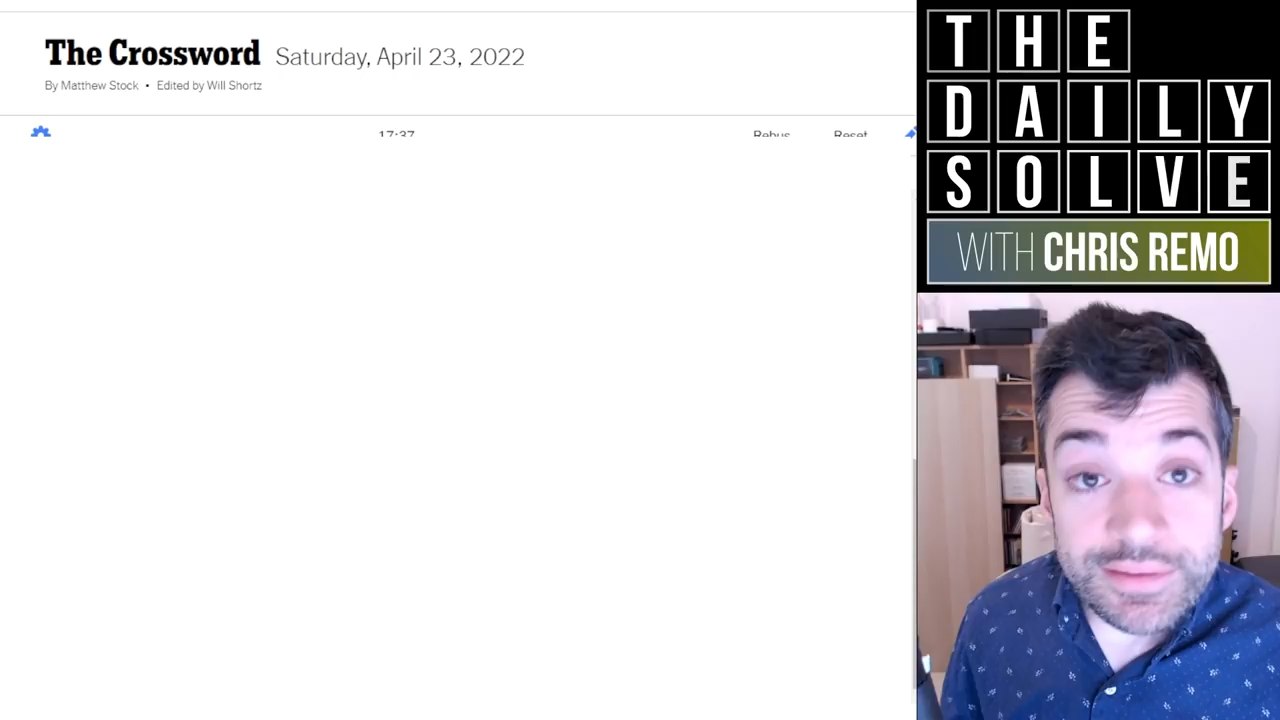 The Crossword Saturday, April 23, 2022
By Matthew Stock • Edited by Will Shortz
17:37 Rebus Reset
THE
DAILY
SOLVE
WITH CHRIS REMO